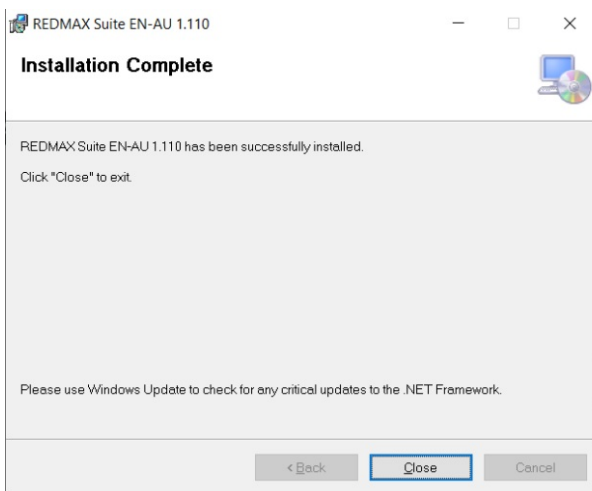 REDMAX Suite EN-AU 1.110
Installation Complete
REDMAX Suite EN-AU 1.110 has been successfully installed.
Click "Close" to exit.
Please use Windows Update to check for any critical updates to the .NET Framework.
< Back
Close
Cancel